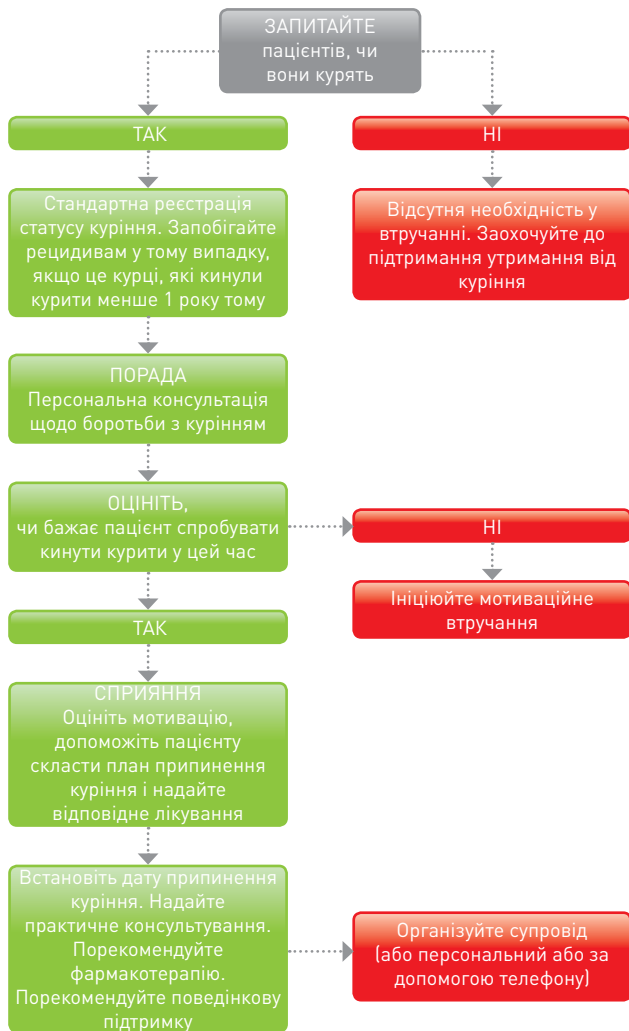 ЗАПИТАЙТЕ
пацієнтів, чи
вони курять
ТАК
НІ
Стандартна реєстрація
статусу куріння. Запобігайте
рецидивам у тому випадку,
якщо це курці, які кинули
курити менше 1 року тому
Відсутня необхідність у
втручанні. Заохочуйте до
підтримання утримання від
куріння
ПОРАДА
Персональна консультація
щодо боротьби з курінням
ОЦІНІТЬ,
чи бажає пацієнт спробувати
кинути курити у цей час
НІ
Ініціюйте мотиваційне
втручання
ТАК
СПРИЯННЯ
Оцініть мотивацію,
допоможіть пацієнту
скласти план припинення
куріння і надайте
відповідне лікування
Встановіть дату припинення
куріння. Надайте
практичне консультування.
Порекомендуйте
фармакотерапію.
Порекомендуйте поведінкову
підтримку
Організуйте супровід
(або персональний або за
допомогою телефону)